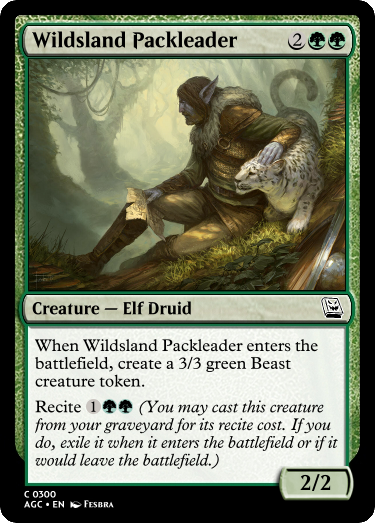 Wildsland Packleader 2
Creature — Elf Druid
When Wildsland Packleader enters the
battlefield, create a 3/3 green Beast
creature token.
Recite 1 (You may cast this creature
from your graveyard for its recite cost. If you
do, exile it when it enters the battlefield or if it
would leave the battlefield.)
2/2
C 0300
AGC • EN Fesbra